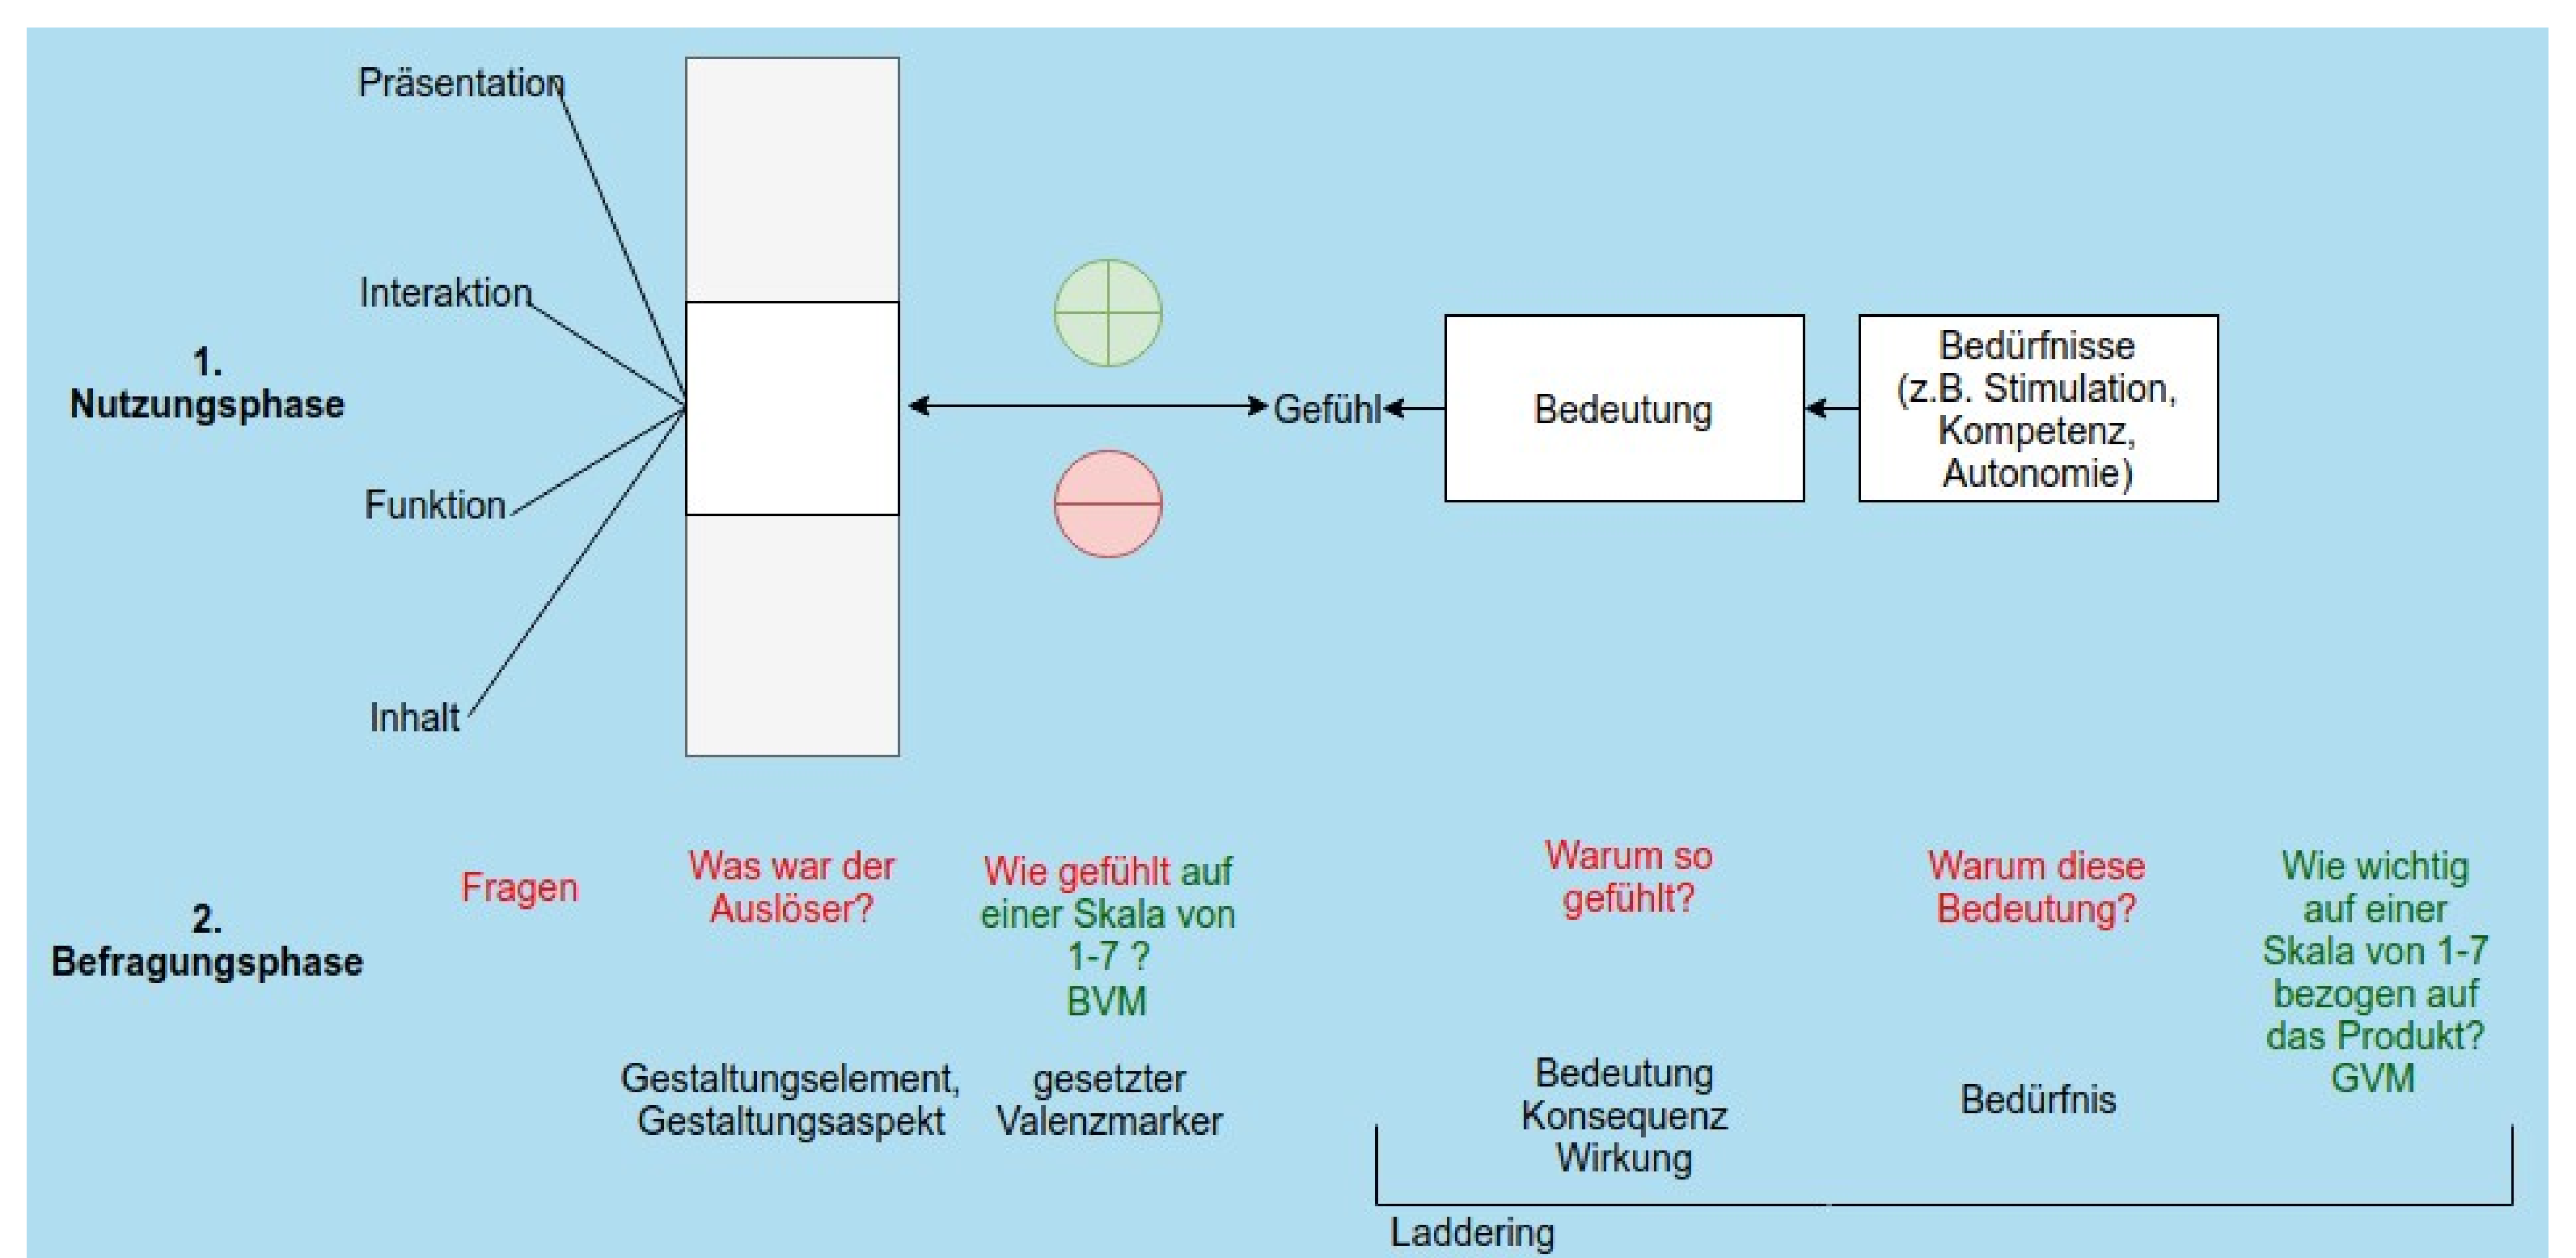 Präsentation
Interaktion
1.
Nutzungsphase
Funktion
Inhalt
Gefühl
Bedeutung
Bedürfnisse
(z.B. Stimulation,
Kompetenz,
Autonomie)
2.
Befragungsphase
Fragen
Was war der
Auslöser?
Gestaltungselement,
Gestaltungsaspekt
Wie gefühlt auf
einer Skala von
1-7 ?
BVM
gesetzter
Valenzmarker
Warum so
gefühlt?
Bedeutung
Konsequenz
Wirkung
Warum diese
Bedeutung?
Bedürfnis
Wie wichtig
auf einer
Skala von 1-7
bezogen auf
das Produkt?
GVM
Laddering